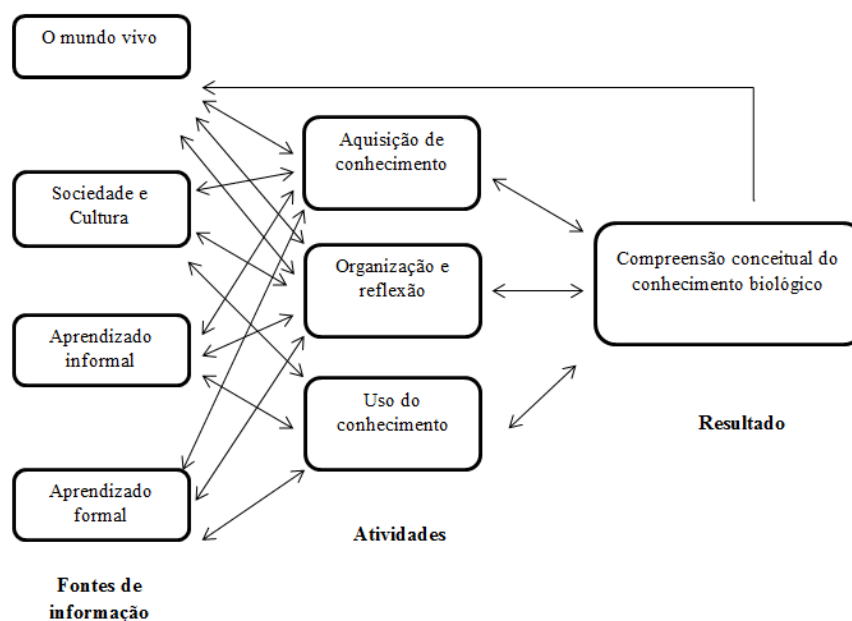 O mundo vivo
Sociedade e
Cultura
Aprendizado
informal
Aprendizado
formal
Fontes de
informação
Aquisição de
conhecimento
Organização e
reflexão
Uso do
conhecimento
Atividades
Compreensão conceitual do
conhecimento biológico
Resultado